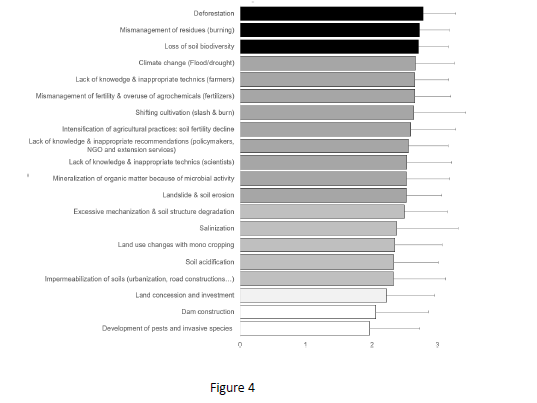 Deforestation
Mismanagement of residues (burning)
Loss of soil biodiversity
Climate change (Flood/drought)
Lack of knowedge & inappropriate technics (farmers)
Mismanagement of fertility & overuse of agrochemicals (fertilizers)
Shifting cultivation (slash & burn)
Intensification of agricultural practices: soil fertility decline
Lack of knowledge & inappropriate recommendations (policymakers,
NGO and extension services)
Lack of knowledge & inappropriate technics (scientists)
Mineralization of organic matter because of microbial activity
Landslide & soil erosion
Excessive mechanization & soil structure degradation
Salinization
Land use changes with mono cropping
Soil acidification
Impermeabilization of soils (urbanization, road constructions...)
Land concession and investment
Dam construction
Development of pests and invasive species
0 1 2 3
Figure 4